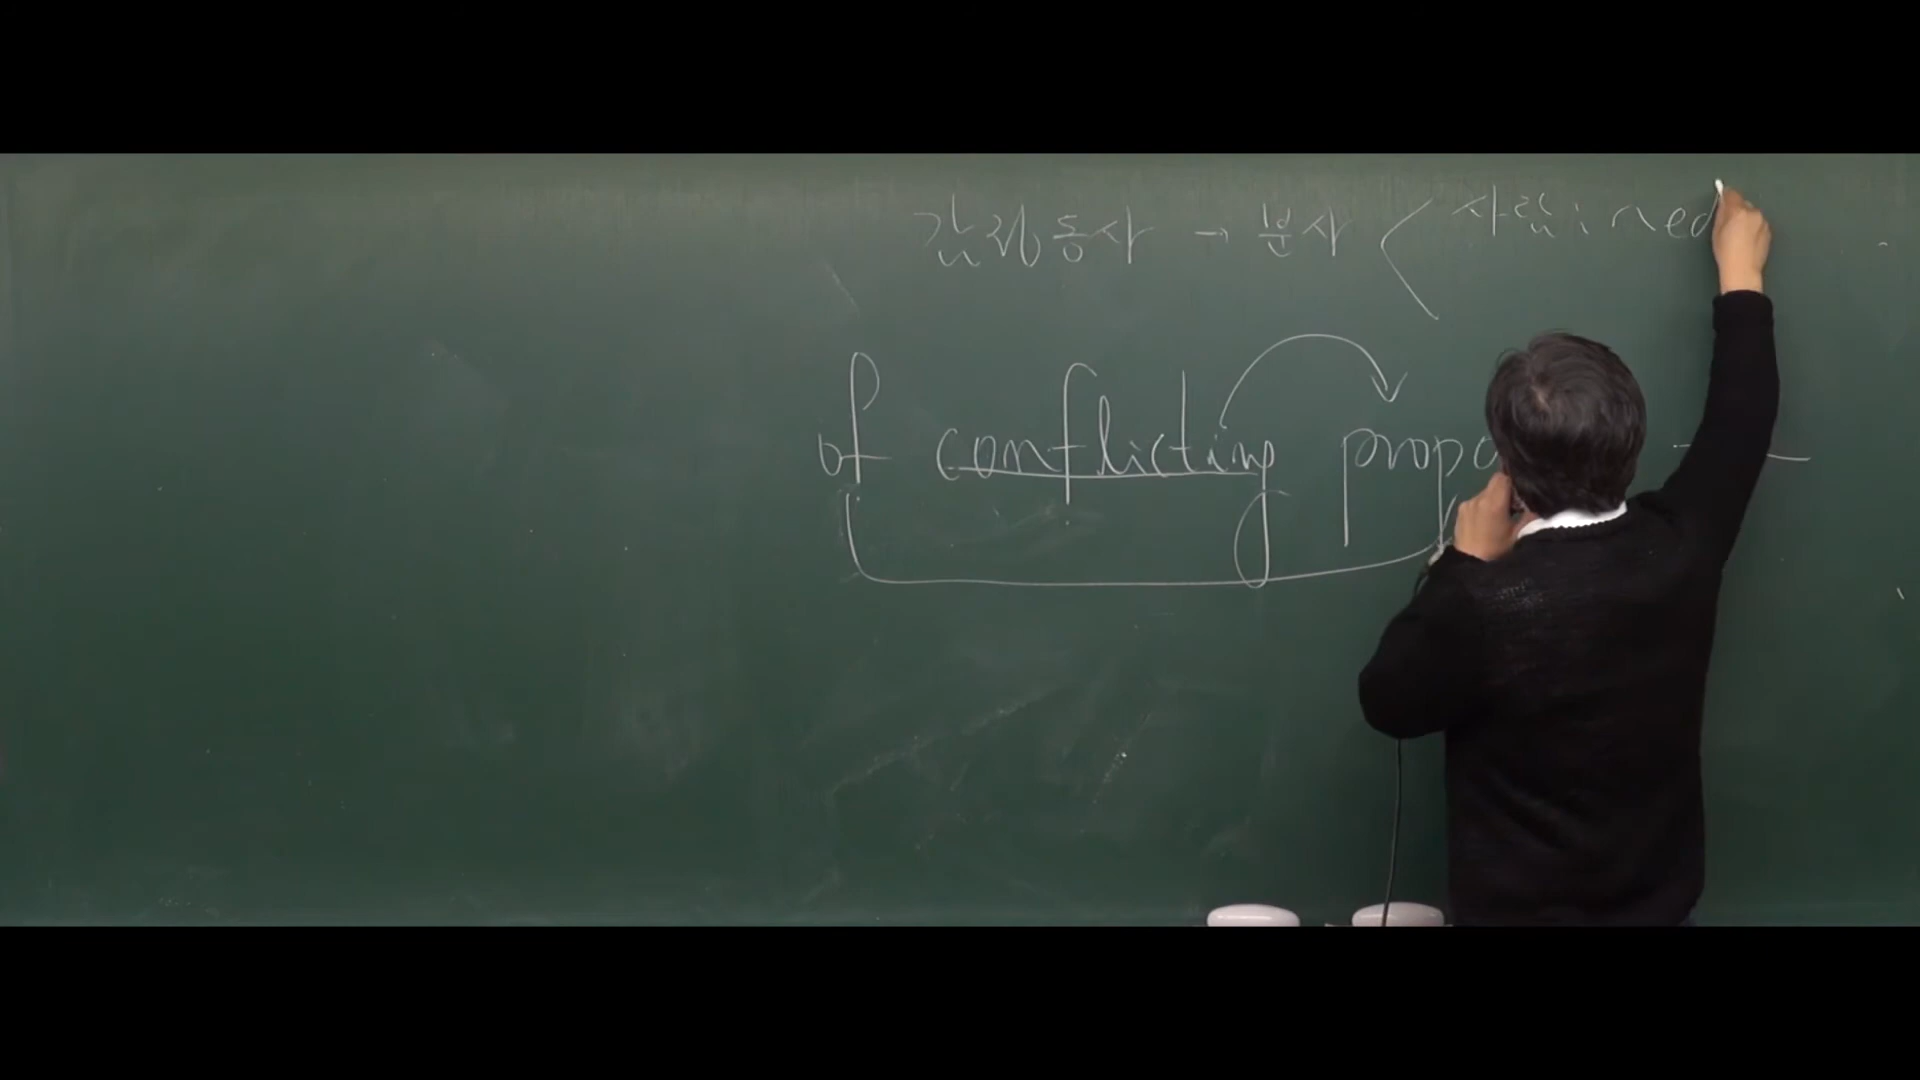 감정동사 → 분사 < 사람 : ~ed
of conflicting propo